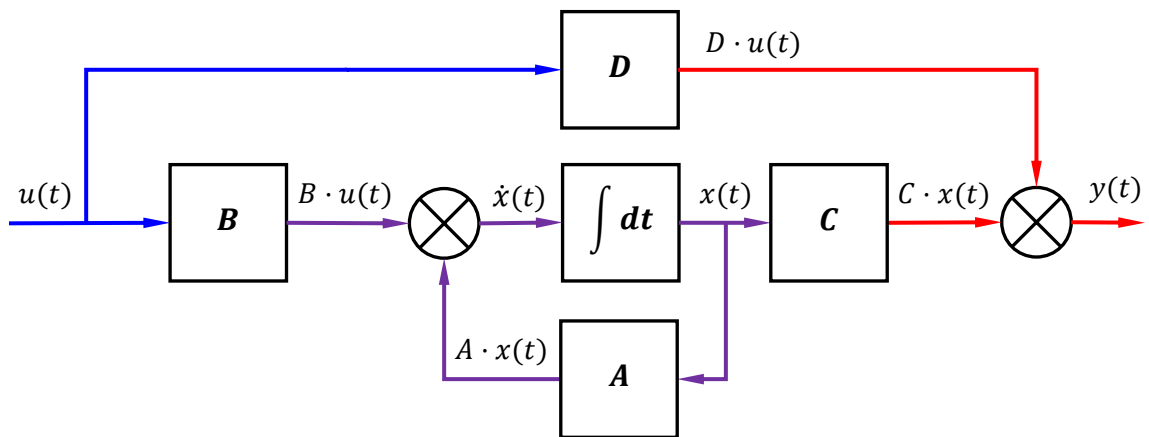 D · u(t)
D
u(t)
B
B · u(t)
ẋ(t)
∫ dt
x(t)
C
C · x(t)
y(t)
A · x(t)
A